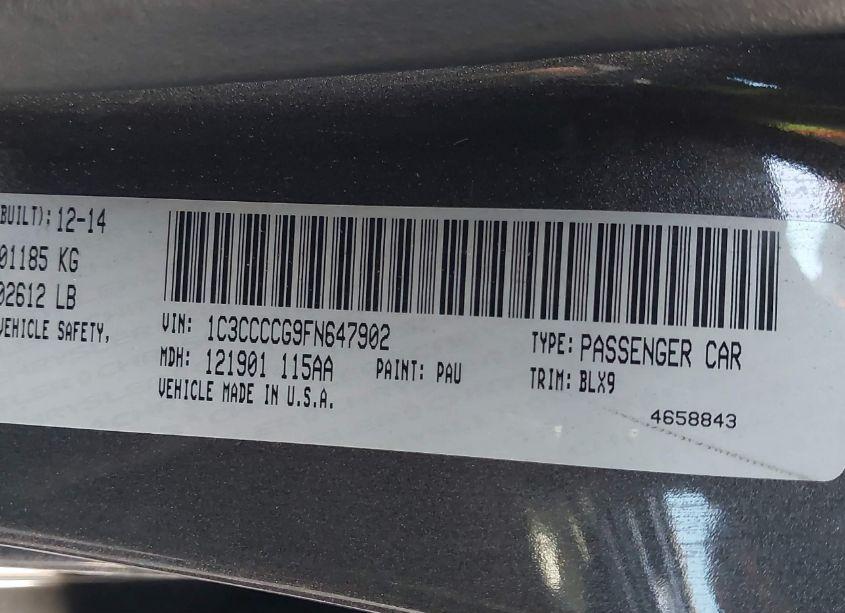 BUILT): 12-14
01185 KG
02612 LB
VEHICLE SAFETY,
VIN: 1C3CCCCG9FN647902
MDH: 121901 115AA
PAINT: PAU
VEHICLE MADE IN U.S.A.
TYPE: PASSENGER CAR
TRIM: BLX9
4658843